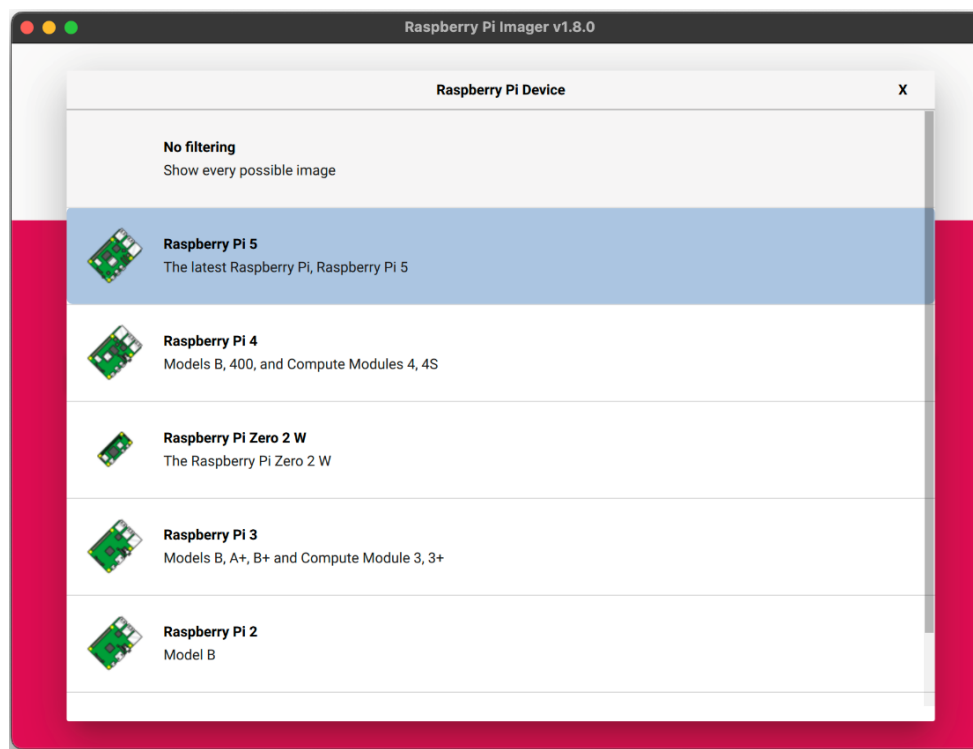 Raspberry Pi Imager v1.8.0
Raspberry Pi Device X
No filtering
Show every possible image
Raspberry Pi 5
The latest Raspberry Pi, Raspberry Pi 5
Raspberry Pi 4
Models B, 400, and Compute Modules 4, 4S
Raspberry Pi Zero 2 W
The Raspberry Pi Zero 2 W
Raspberry Pi 3
Models B, A+, B+ and Compute Module 3, 3+
Raspberry Pi 2
Model B